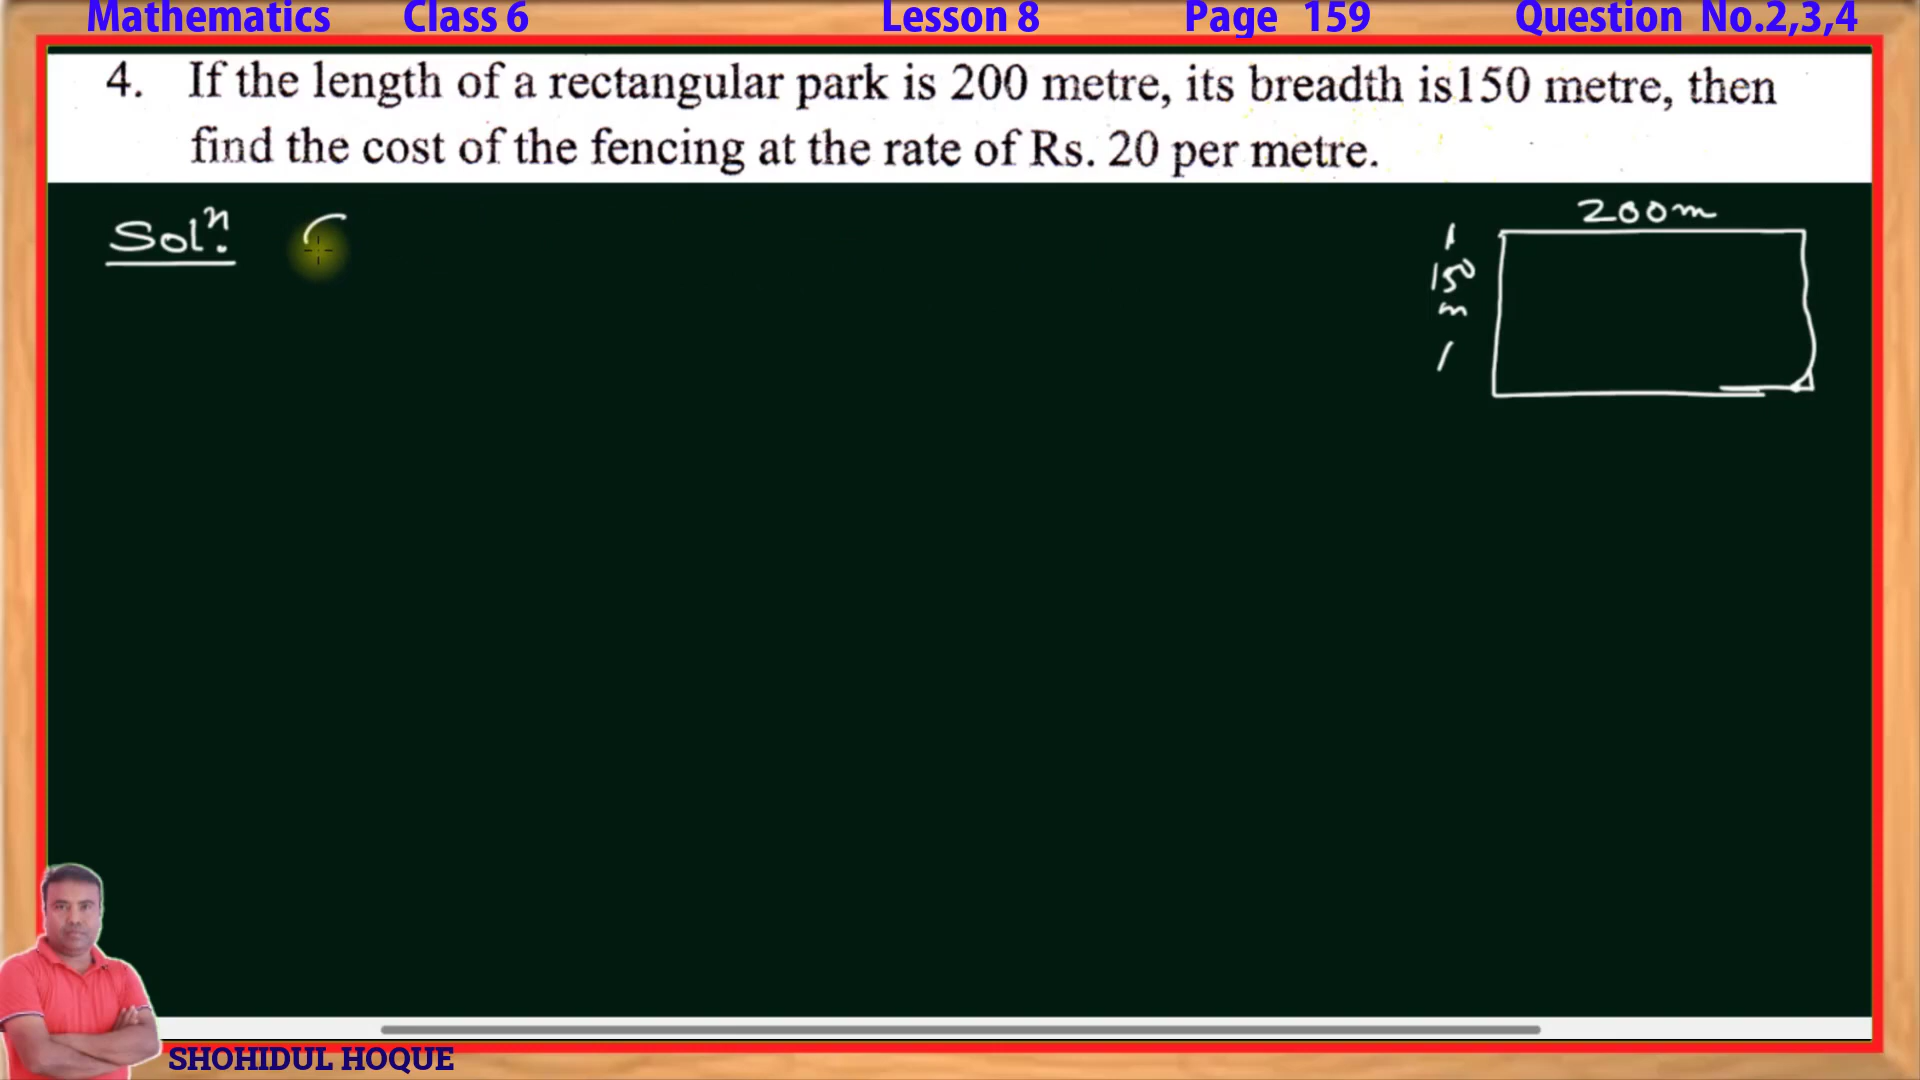 Mathematics Class 6 Lesson 8 Page 159 Question No.2,3,4
4. If the length of a rectangular park is 200 metre, its breadth is150 metre, then
find the cost of the fencing at the rate of Rs. 20 per metre.
Solⁿ.
200m
150
m
SHOHIDUL HOQUE